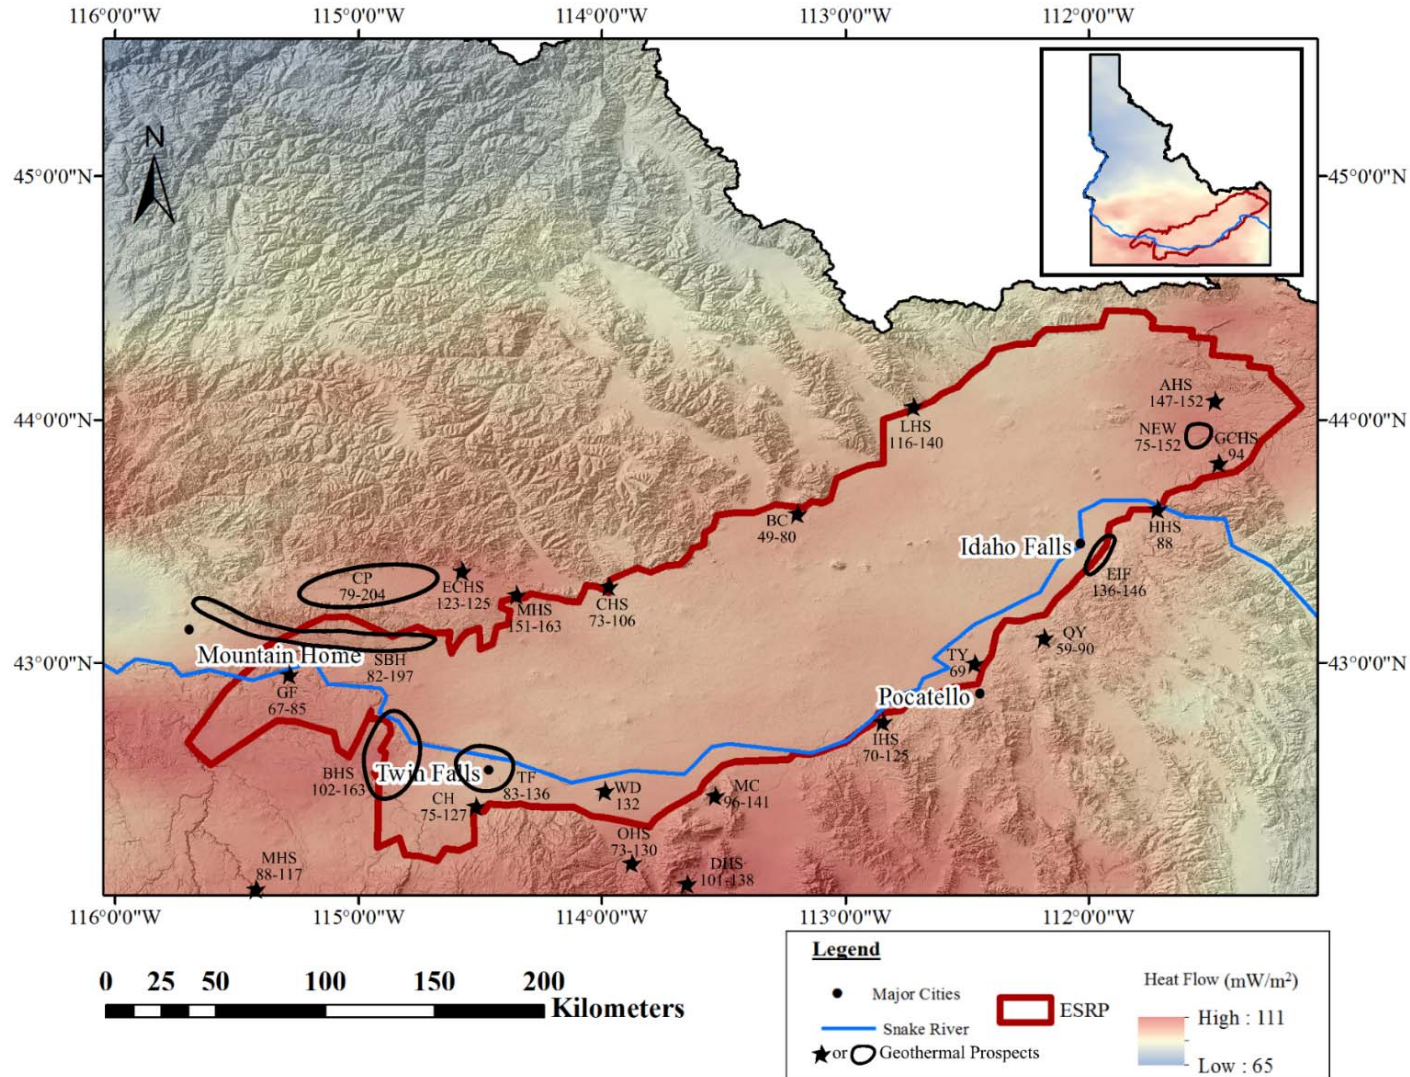 116°0'0"W 115°0'0"W 114°0'0"W 113°0'0"W 112°0'0"W
N
45°0'0"N 45°0'0"N
44°0'0"N 44°0'0"N
43°0'0"N 43°0'0"N
AHS
147-152
NEW
75-152
GCHS
94
LHS
116-140
BC
49-80
HHS
88
Idaho Falls
EIF
136-146
CP
79-204
ECHS
123-125
MHS
151-163
CHS
73-106
QY
59-90
Mountain Home
SBH
82-197
TY
69
GF
67-85
Pocatello
IHS
70-125
BHS
102-163
Twin Falls
TF
83-136
CH
75-127
WD
132
MC
96-141
OHS
73-130
MHS
88-117
DHS
101-138
116°0'0"W 115°0'0"W 114°0'0"W 113°0'0"W 112°0'0"W
0 25 50 100 150 200
Kilometers
Legend
Major Cities
Snake River
or Geothermal Prospects
ESRP
Heat Flow (mW/m²)
High : 111
Low : 65